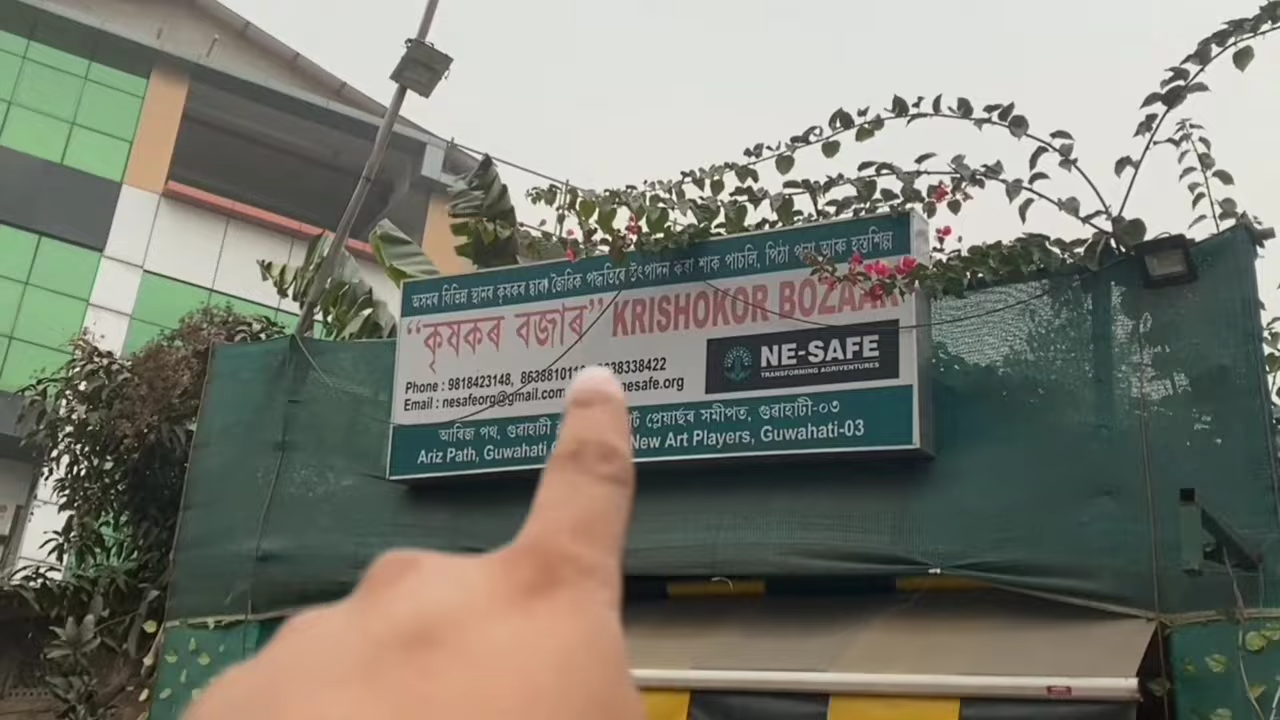 অসমৰ বিভিন্ন স্থানৰ কৃষকৰ দ্বাৰা জৈৱিক পদ্ধতিৰে উৎপাদন কৰা শাক পাচলি, পিঠা পনা আৰু হস্তশিল্প
“কৃষকৰ বজাৰ” KRISHOKOR BOZAAR
NE-SAFE
TRANSFORMING AGRIVENTURES
Phone : 9818423148,
Email : nesafeorg@gmail.com
আৰিজ পথ, গুৱাহাটী প্লেয়াৰ্ছৰ সমীপত, গুৱাহাটী-০৩
Ariz Path, Guwahati New Art Players, Guwahati-03